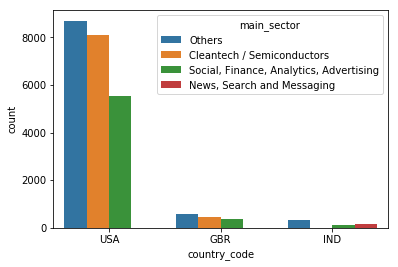 main_sector
Others
Cleantech / Semiconductors
Social, Finance, Analytics, Advertising
News, Search and Messaging
8000
6000
4000
2000
0
count
USA GBR IND
country_code